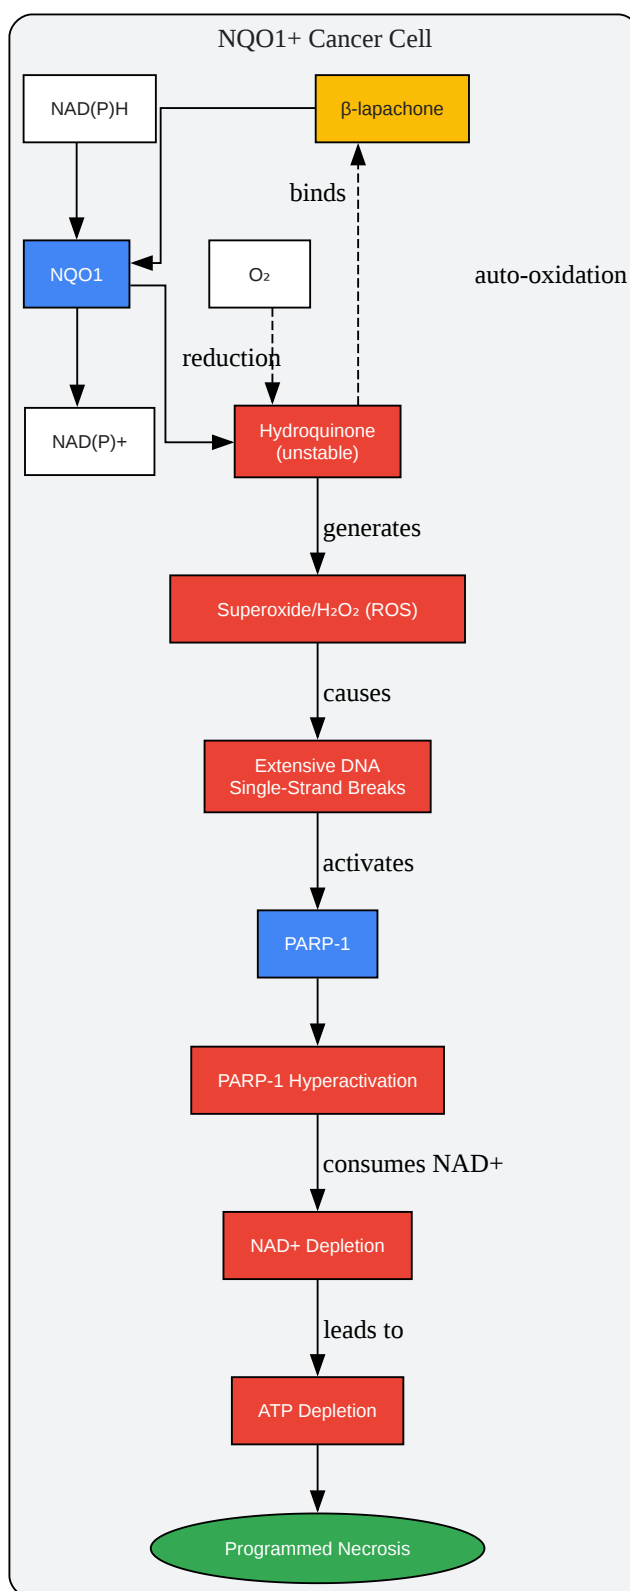 NQO1+ Cancer Cell
NAD(P)H
β-lapachone
binds
NQO1
O₂
auto-oxidation
reduction
NAD(P)+
Hydroquinone
(unstable)
generates
Superoxide/H₂O₂ (ROS)
causes
Extensive DNA
Single-Strand Breaks
activates
PARP-1
PARP-1 Hyperactivation
consumes NAD+
NAD+ Depletion
leads to
ATP Depletion
Programmed Necrosis